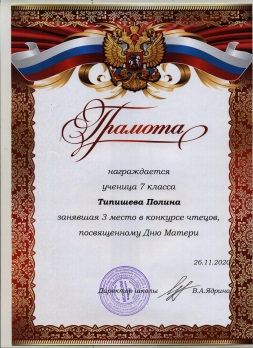 Грамота
награждается
ученица 7 класса
Типишева Полина
занявшая 3 место в конкурсе чтецов,
посвященному Дню Матери
26.11.2020
Директор школы В.А.Ядрина